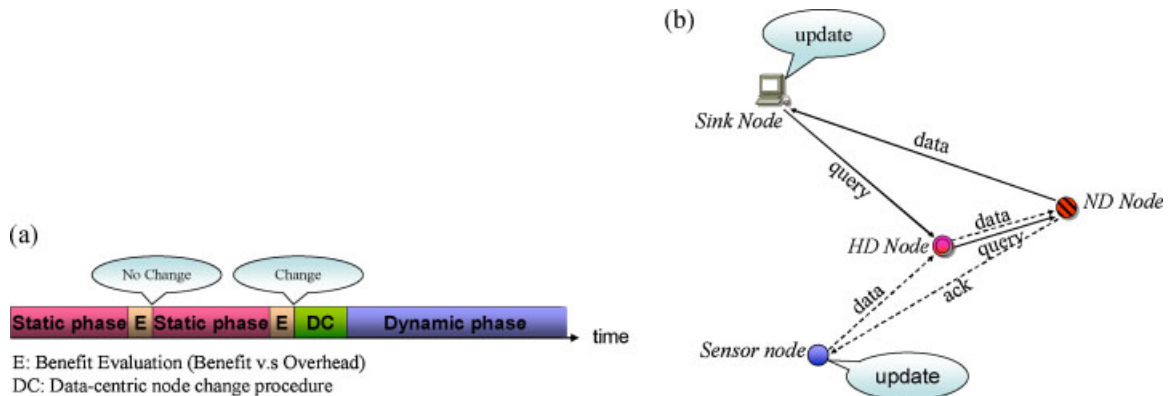 (a)
No Change
Change
Static phase E Static phase E DC Dynamic phase
time
E: Benefit Evaluation (Benefit v.s Overhead)
DC: Data-centric node change procedure
(b)
update
Sink Node
data
query
ND Node
data
HD Node
query
data
ack
Sensor node
update